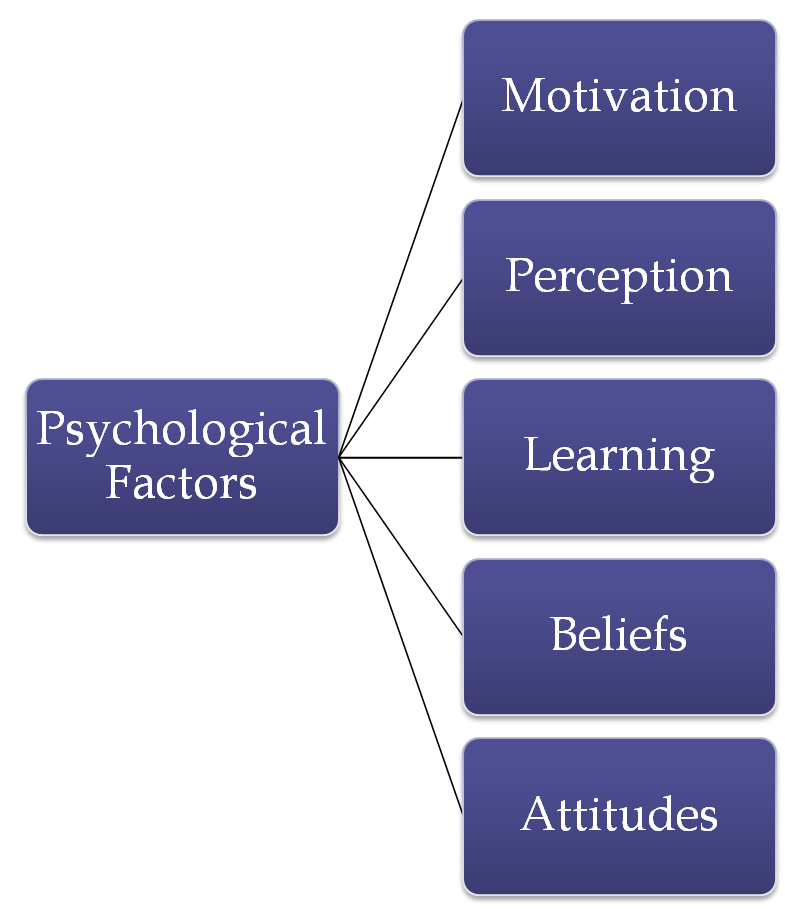 Motivation
Perception
Psychological
Factors
Learning
Beliefs
Attitudes